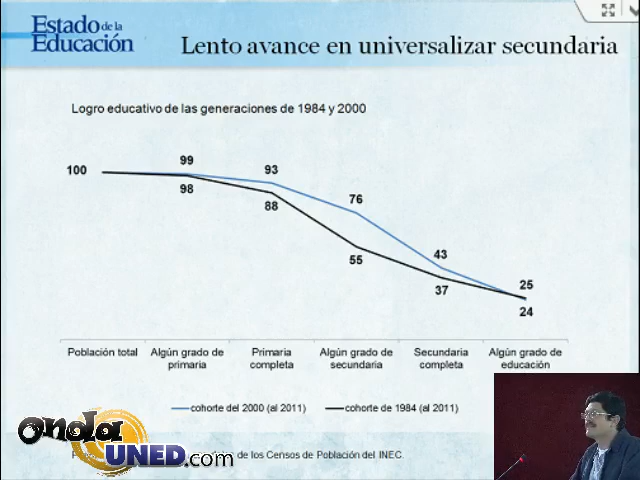 Estado de la
Educación
Lento avance en universalizar secundaria
Logro educativo de las generaciones de 1984 y 2000
100
99
98
93
88
76
55
43
37
25
24
Población total
Algún grado de
primaria
Primaria
completa
Algún grado de
secundaria
Secundaria
completa
Algún grado de
educación
cohorte del 2000 (al 2011)
cohorte de 1984 (al 2011)
onda
UNED.com
de los Censos de Población del INEC.